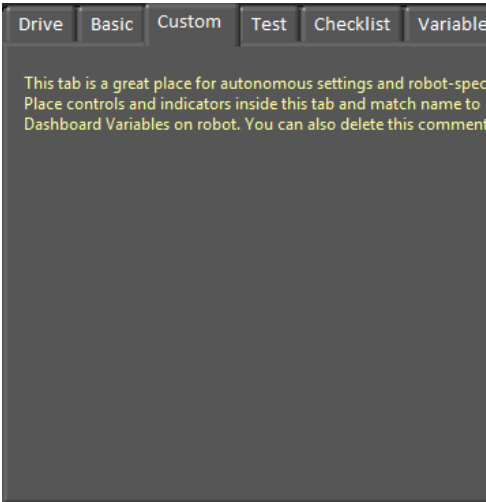 Drive Basic Custom Test Checklist Variable
This tab is a great place for autonomous settings and robot-spec
Place controls and indicators inside this tab and match name to
Dashboard Variables on robot. You can also delete this comment